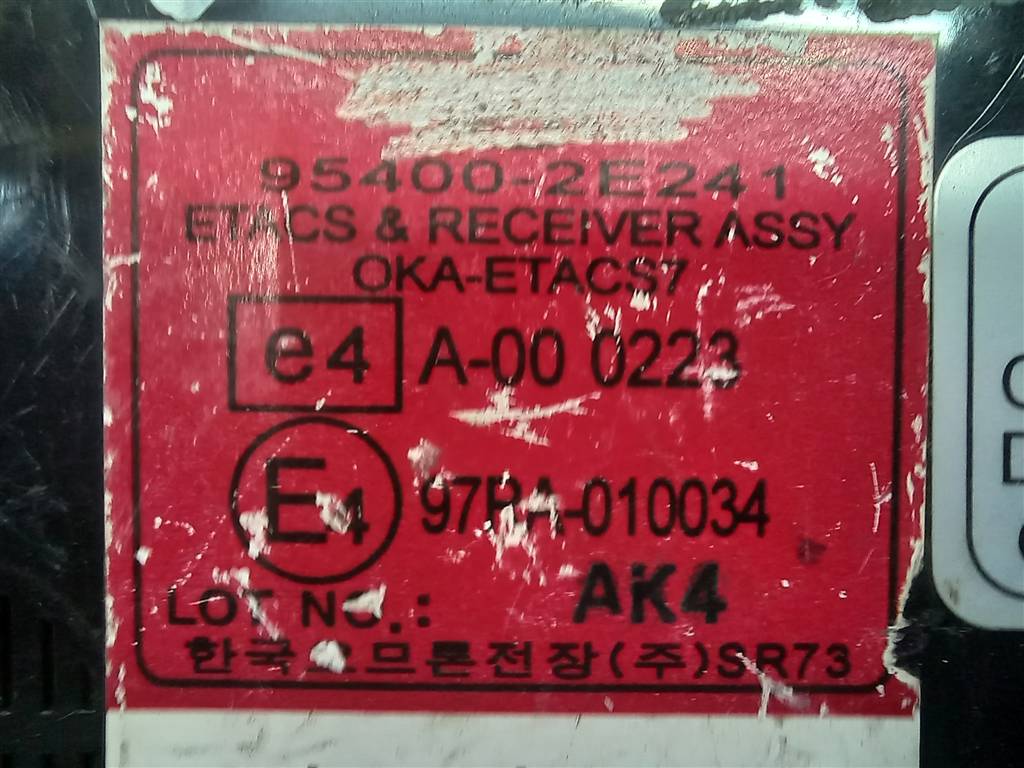 95400-2E241
ETACS & RECEIVER ASSY
OKA-ETACS7
e4 A-00 0223
E4 97RA-010034
LOT NO.: AK4
한국오므론전장(주)SR73